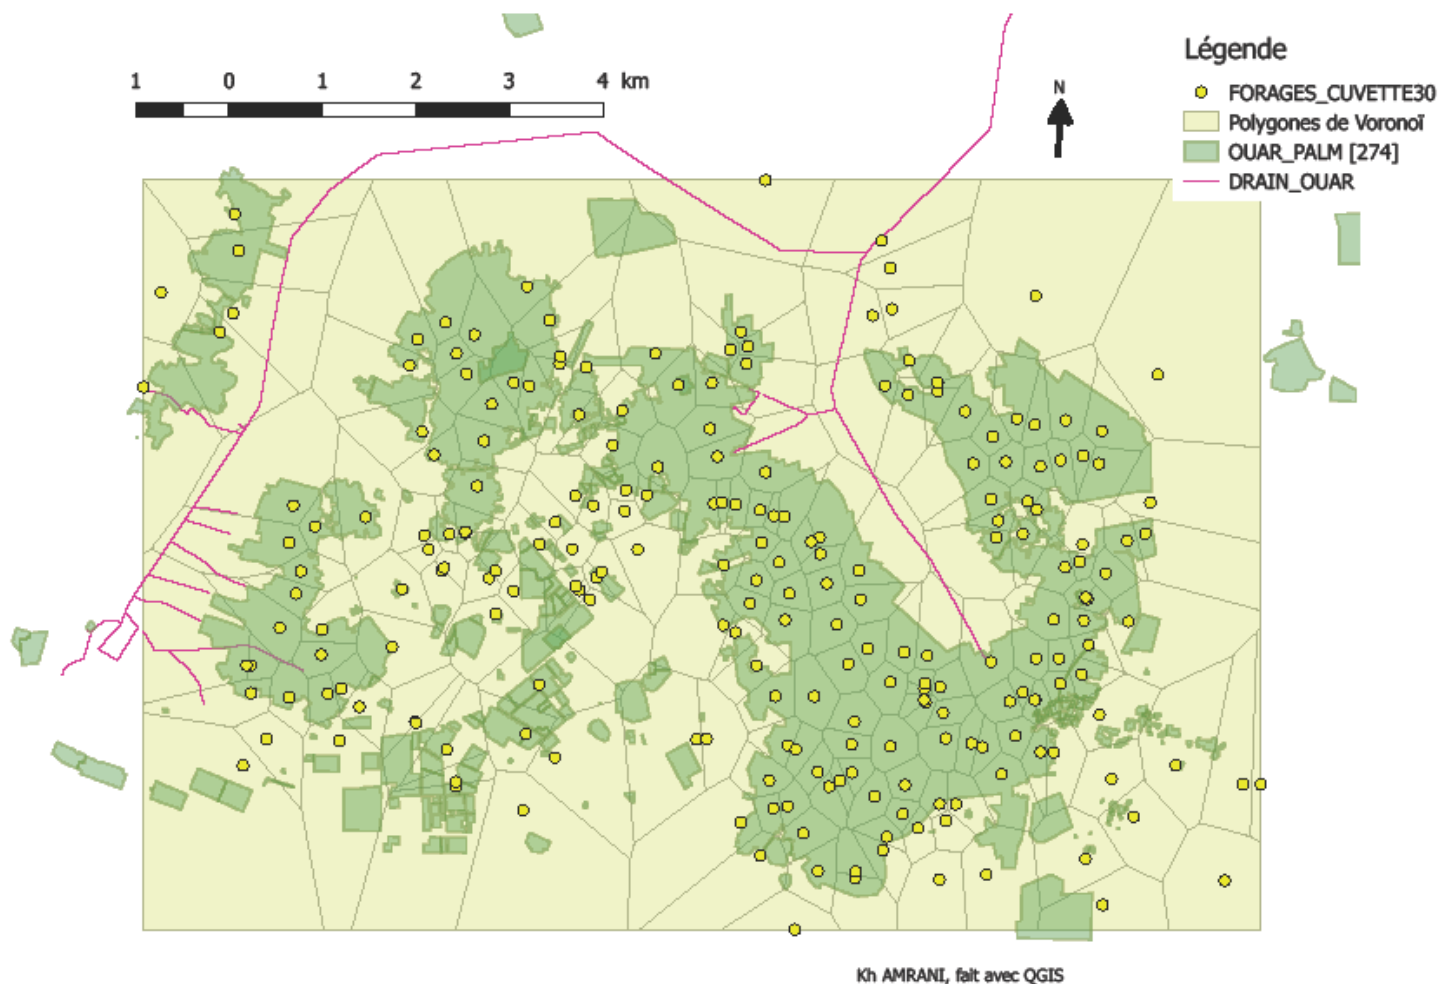 Légende
1 0 1 2 3 4 km
N
FORAGES_CUVETTE30
Polygones de Voronoï
OUAR_PALM [274]
DRAIN_OUAR
Kh AMRANI, fait avec QGIS